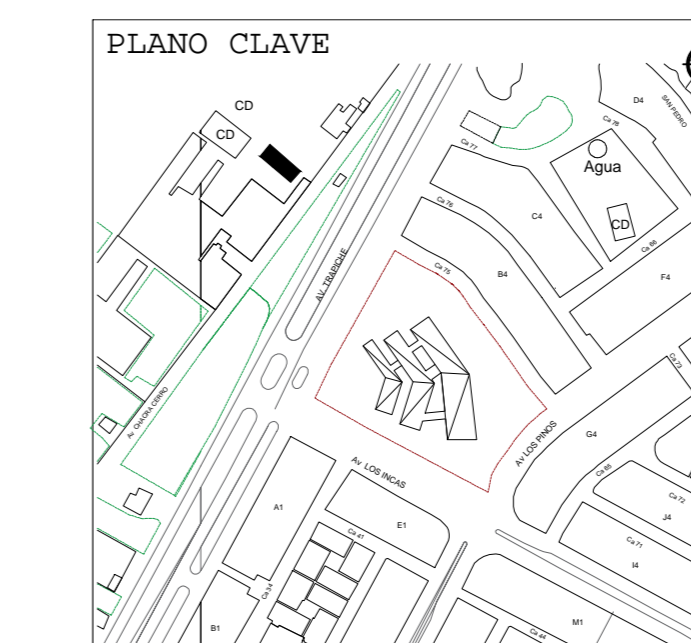 PLANO CLAVE
CD
CD
D4
SAN PEDRO
Ca 78
Ca 77
Agua
C4
CD
Ca 76
Ca 66
AV. TRAPICHE
Ca 75
B4
F4
Ca 73
Av CHACRA CERRO
Av LOS PINOS
G4
Av LOS INCAS
Ca 65
Ca 72
A1
E1
J4
Ca 41
Ca 71
I4
Ca 34
B1
M1
Ca 44